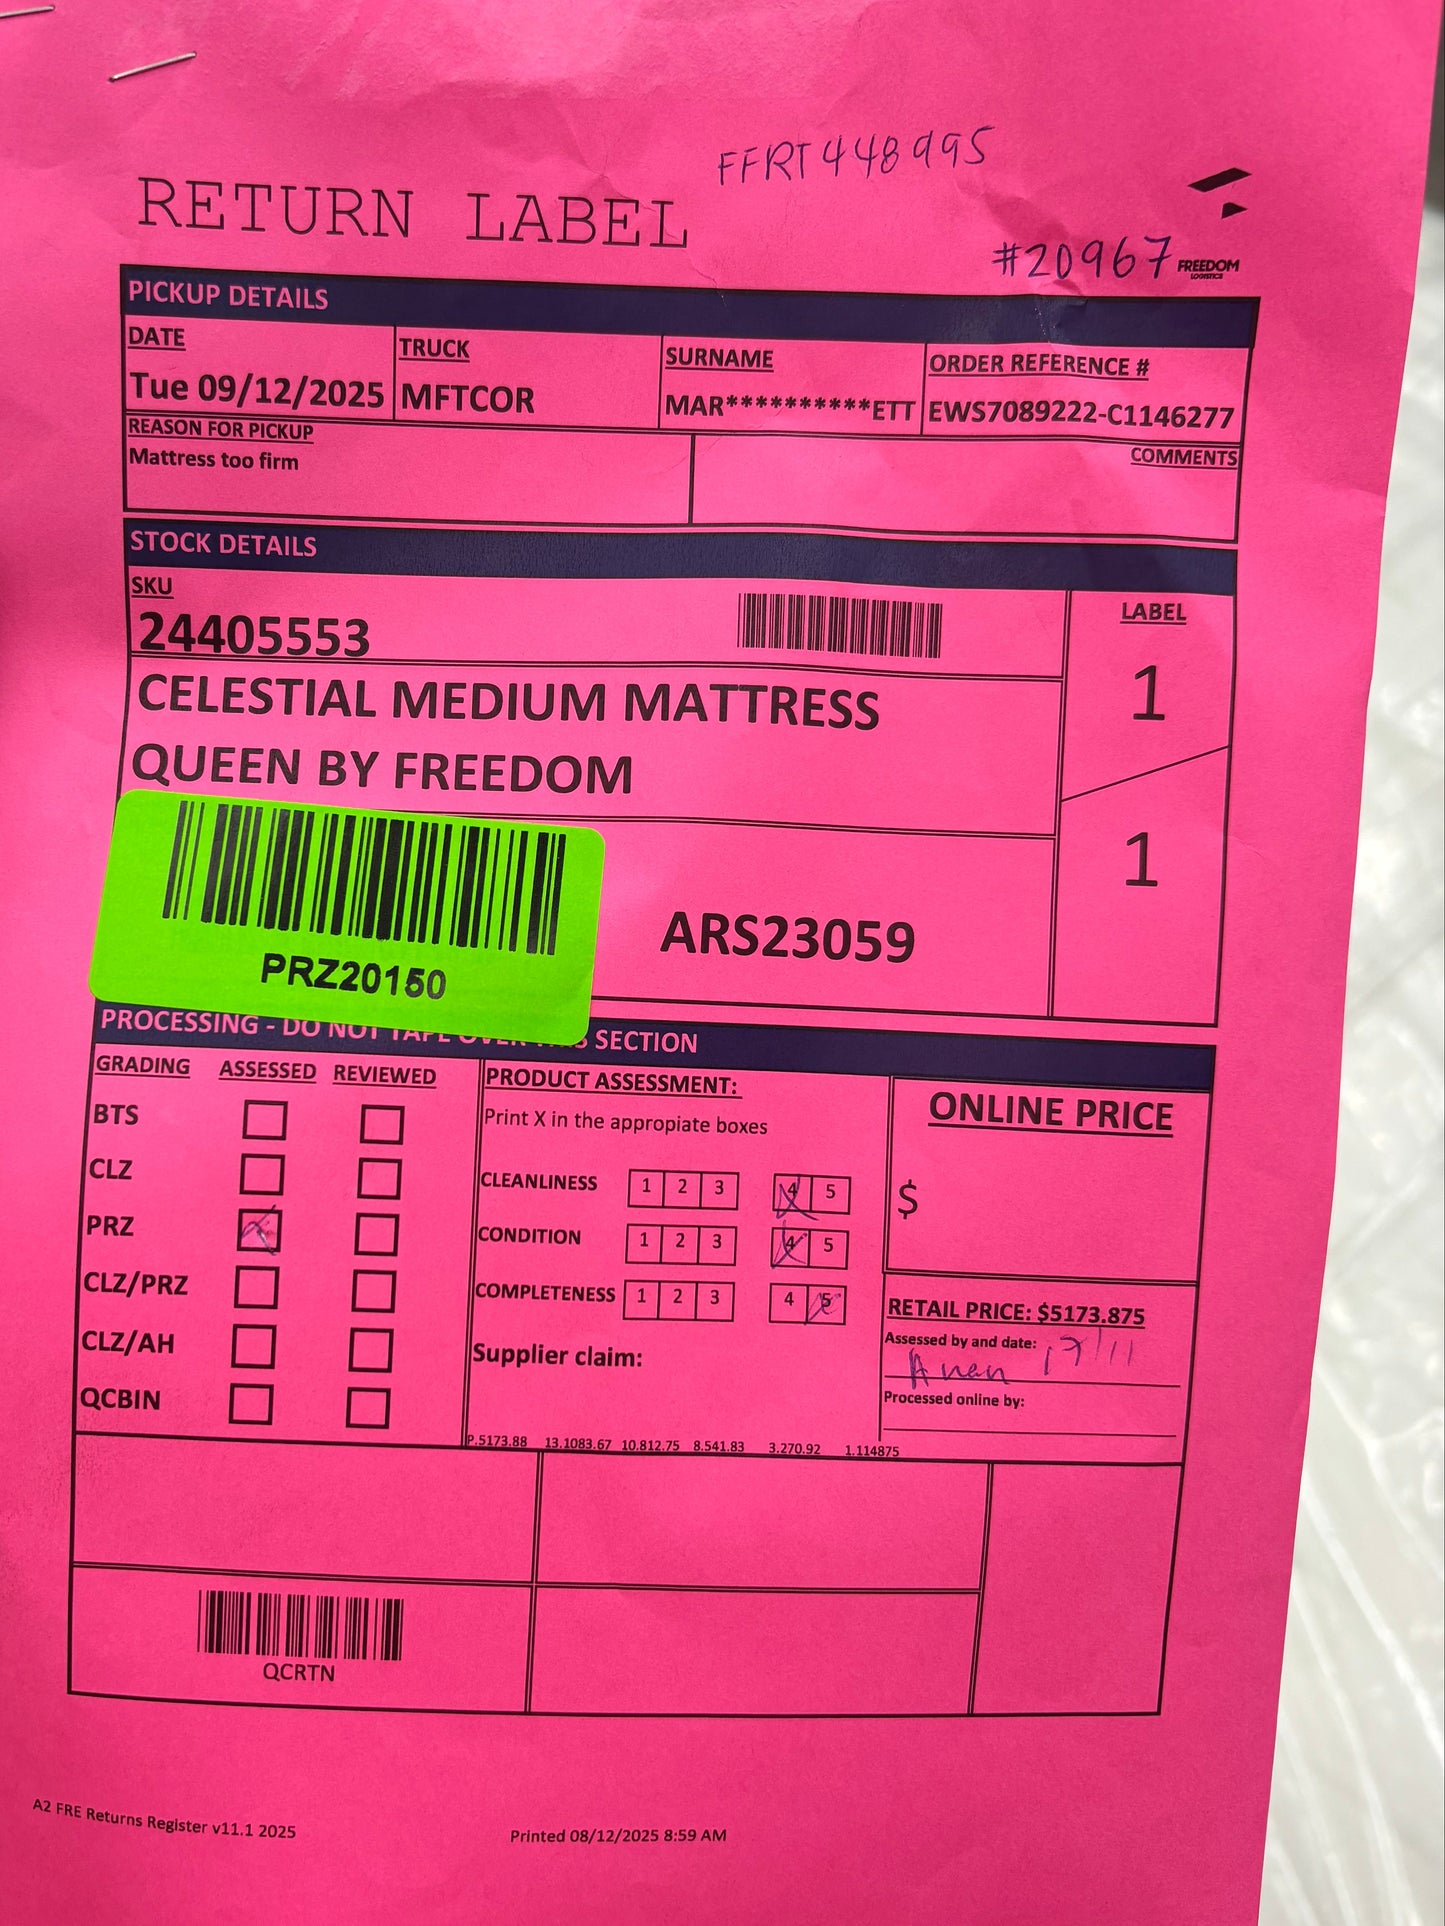 FFRT448995
RETURN LABEL
#20967
FREEDOM
LOGISTICS
PICKUP DETAILS
DATE TRUCK SURNAME ORDER REFERENCE #
Tue 09/12/2025 MFTCOR MAR**********ETT EWS7089222-C1146277
REASON FOR PICKUP COMMENTS
Mattress too firm
STOCK DETAILS
SKU LABEL
24405553
1
CELESTIAL MEDIUM MATTRESS
QUEEN BY FREEDOM
1
ARS23059
PRZ20150
PROCESSING - DO NOT TAPE OVER THIS SECTION
GRADING ASSESSED REVIEWED PRODUCT ASSESSMENT: ONLINE PRICE
BTS Print X in the appropiate boxes
CLZ CLEANLINESS 1 2 3 4 5 $
PRZ X CONDITION 1 2 3 4 5
CLZ/PRZ COMPLETENESS 1 2 3 4 5 RETAIL PRICE: $5173.875
CLZ/AH Supplier claim: Assessed by and date: 17/11
QCBIN Processed online by:
P.5173.88 13.1083.67 10.812.75 8.541.83 3.270.92 1.114875
QCRTN
A2 FRE Returns Register v11.1 2025 Printed 08/12/2025 8:59 AM